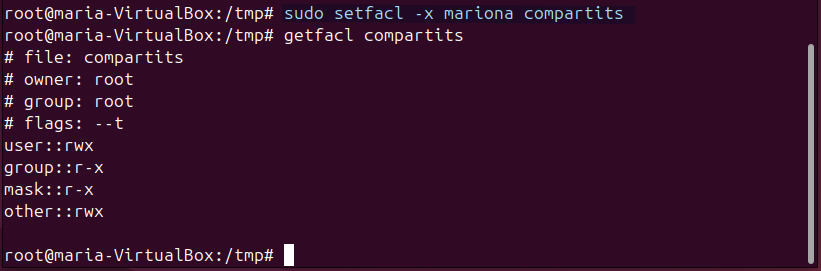 root@maria-VirtualBox:/tmp# sudo setfacl -x mariona compartits
root@maria-VirtualBox:/tmp# getfacl compartits
# file: compartits
# owner: root
# group: root
# flags: --t
user::rwx
group::r-x
mask::r-x
other::rwx
root@maria-VirtualBox:/tmp#